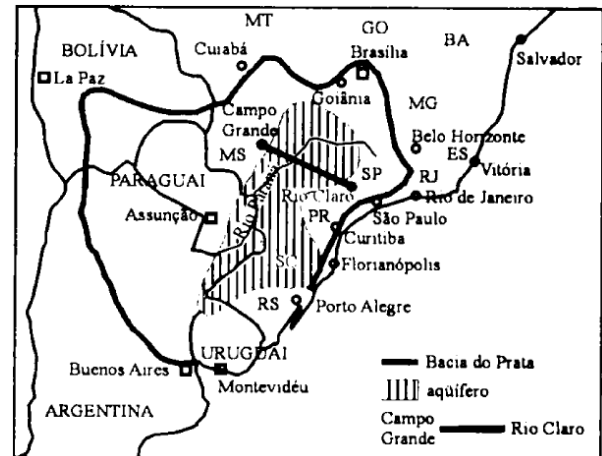 MT
GO
BA
BOLÍVIA
Cuiabá
Brasília
Salvador
La Paz
Goiânia
Campo
Grande
MG
Belo Horizonte
MS
ES
Vitória
SP
RJ
PARAGUAI
Rio Claro
Rio de Janeiro
Rio Paraná
São Paulo
Assunção
PR
Curitiba
SC
Florianópolis
RS
Porto Alegre
URUGUAI
Buenos Aires
Montevidéu
ARGENTINA
Bacia do Prata
aqüífero
Campo
Grande
Rio Claro